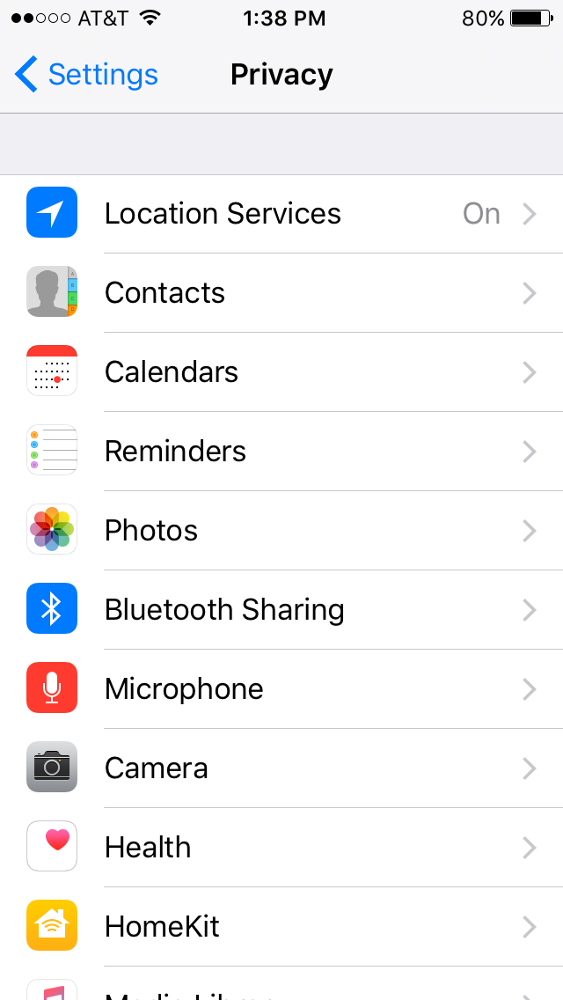 AT&T 1:38 PM 80%
Settings Privacy
Location Services On
Contacts
Calendars
Reminders
Photos
Bluetooth Sharing
Microphone
Camera
Health
HomeKit